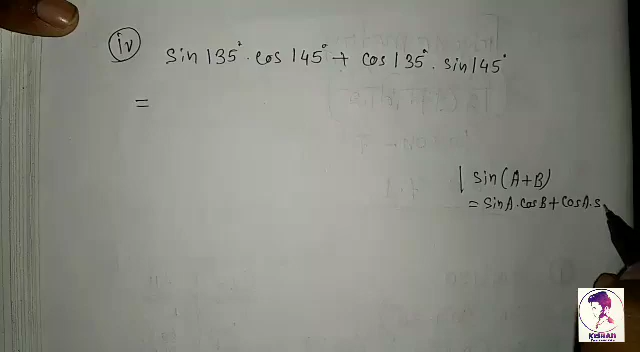 iv) sin 135°. cos 145° + cos 135°. sin 145°
=
sin(A+B)
= sinA.cosB+cosA.s